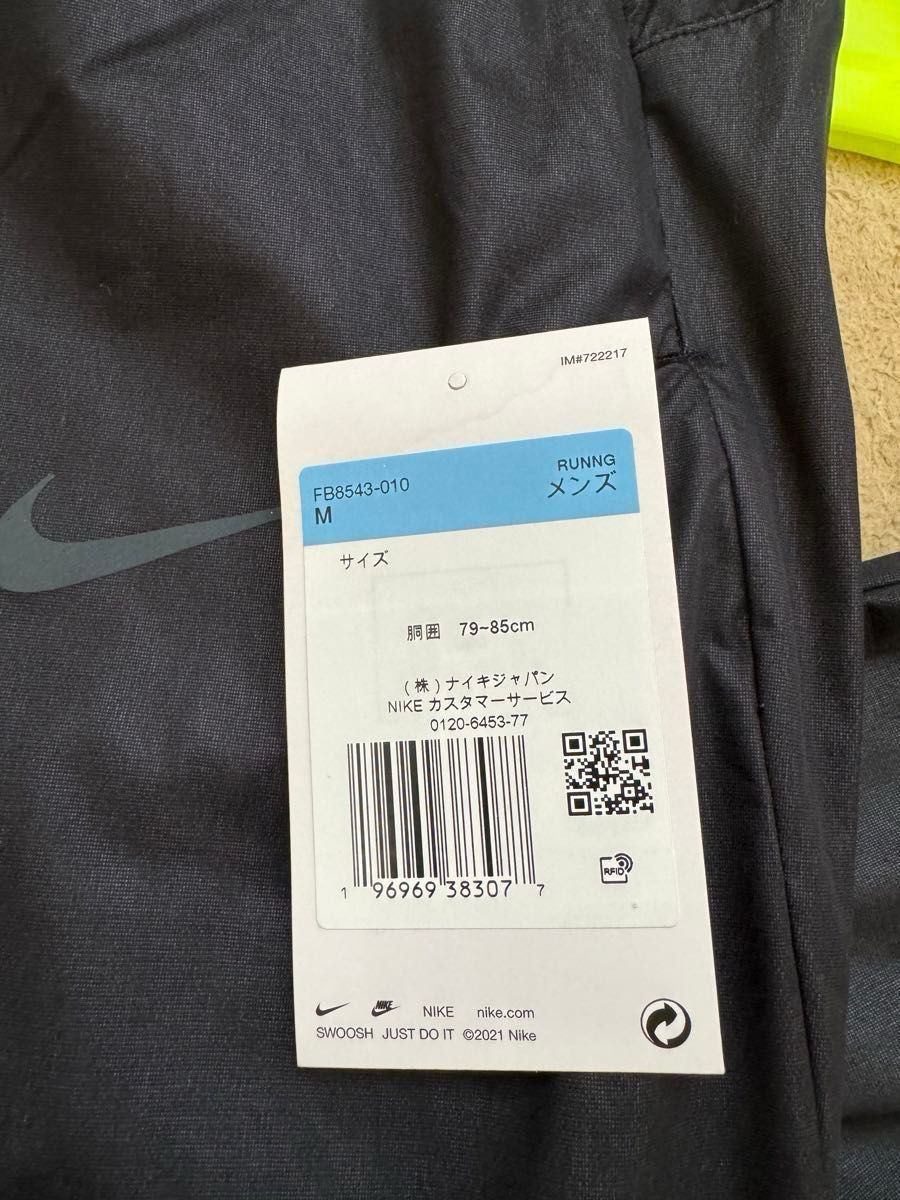 IM#722217
FB8543-010
RUNNG
M
メンズ
サイズ
胴囲 79~85cm
(株)ナイキジャパン
NIKE カスタマーサービス
0120-6453-77
1 96969 38307 7
RFID
NIKE NIKE nike.com
SWOOSH JUST DO IT ©2021 Nike